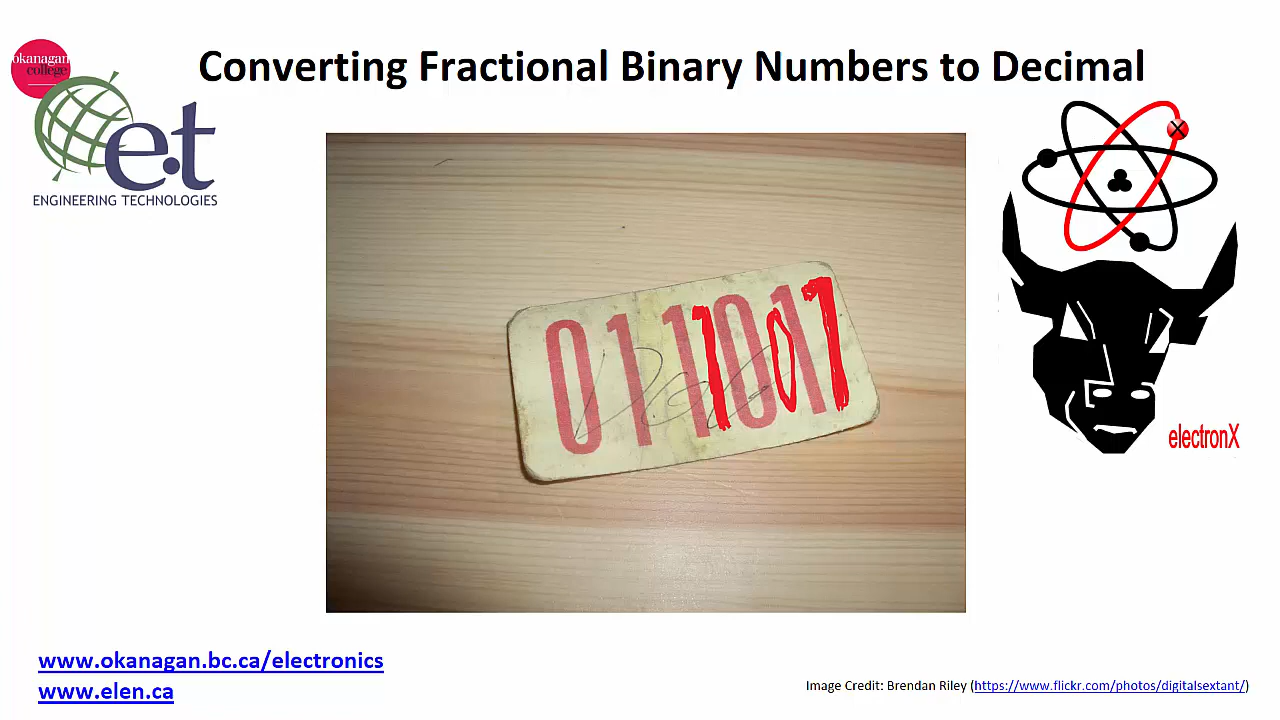 okanagan
college
Converting Fractional Binary Numbers to Decimal
e.t
ENGINEERING TECHNOLOGIES
X
electronX
www.okanagan.bc.ca/electronics
www.elen.ca
Image Credit: Brendan Riley (https://www.flickr.com/photos/digitalsextant/)